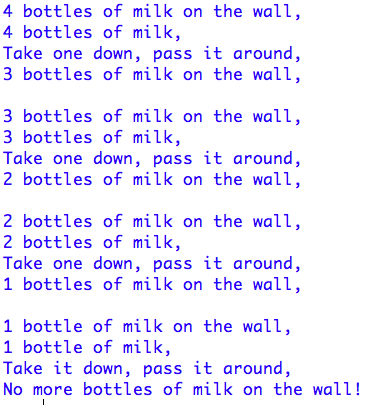 4 bottles of milk on the wall,
4 bottles of milk,
Take one down, pass it around,
3 bottles of milk on the wall,

3 bottles of milk on the wall,
3 bottles of milk,
Take one down, pass it around,
2 bottles of milk on the wall,

2 bottles of milk on the wall,
2 bottles of milk,
Take one down, pass it around,
1 bottles of milk on the wall,

1 bottle of milk on the wall,
1 bottle of milk,
Take it down, pass it around,
No more bottles of milk on the wall!